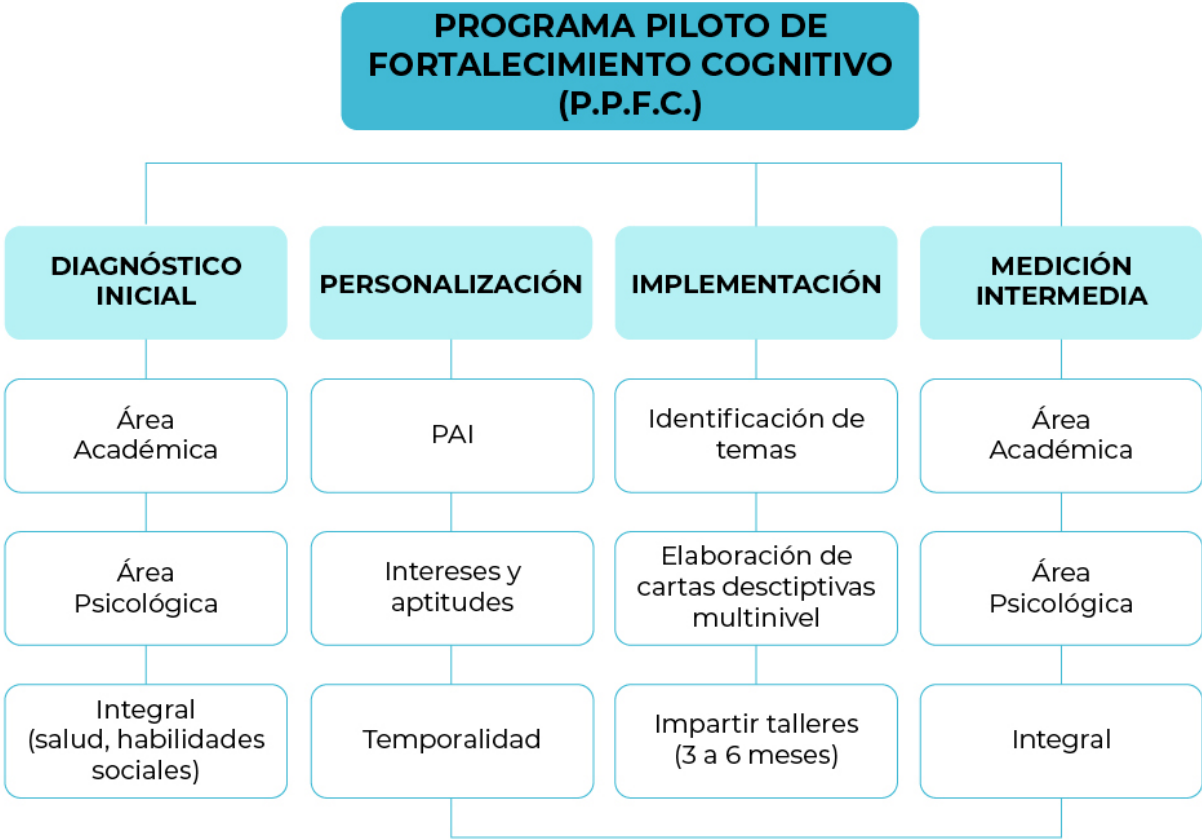 PROGRAMA PILOTO DE
FORTALECIMIENTO COGNITIVO
(P.P.F.C.)
DIAGNÓSTICO
INICIAL
Área
Académica
Área
Psicológica
Integral
(salud, habilidades
sociales)
PERSONALIZACIÓN
PAI
Intereses y
aptitudes
Temporalidad
IMPLEMENTACIÓN
Identificación de
temas
Elaboración de
cartas desctiptivas
multinivel
Impartir talleres
(3 a 6 meses)
MEDICIÓN
INTERMEDIA
Área
Académica
Área
Psicológica
Integral